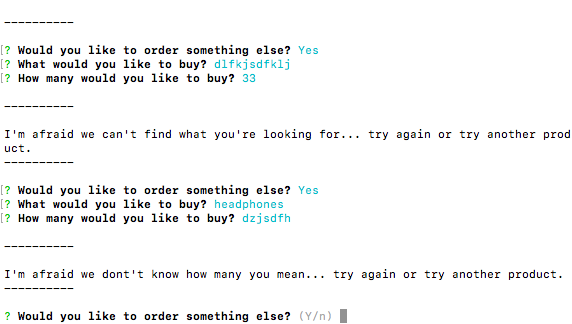 ----------
[? Would you like to order something else? Yes
[? What would you like to buy? dlfkjsdfklj
[? How many would you like to buy? 33
----------
I'm afraid we can't find what you're looking for... try again or try another prod
uct.
----------
[? Would you like to order something else? Yes
[? What would you like to buy? headphones
[? How many would you like to buy? dzjsdfh
----------
I'm afraid we dont't know how many you mean... try again or try another product.
----------
? Would you like to order something else? (Y/n)